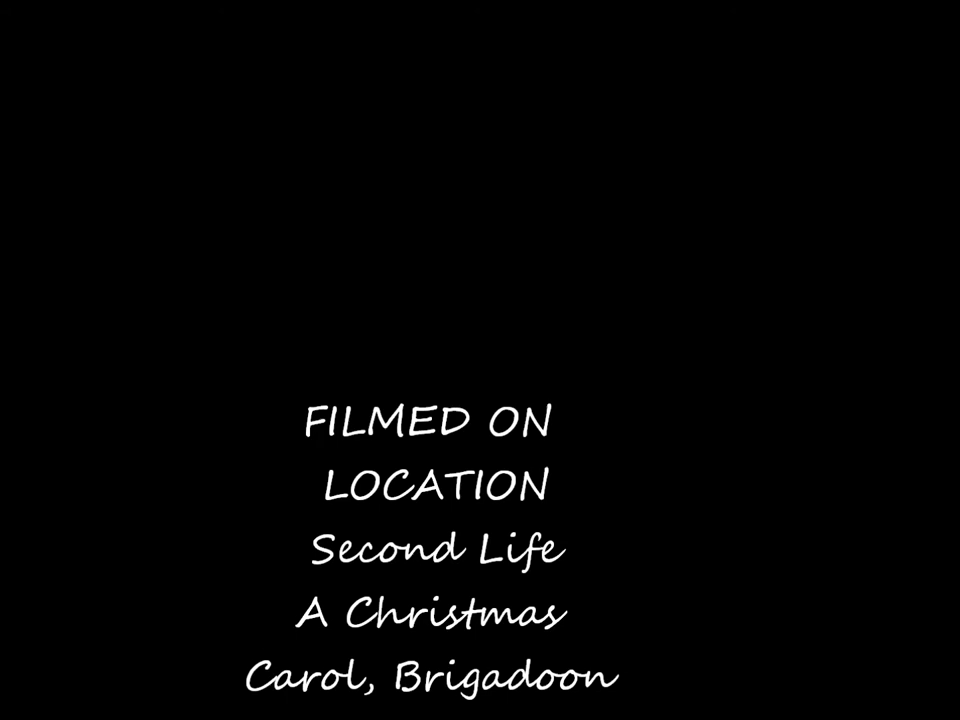 FILMED ON
LOCATION
Second Life
A Christmas
Carol, Brigadoon